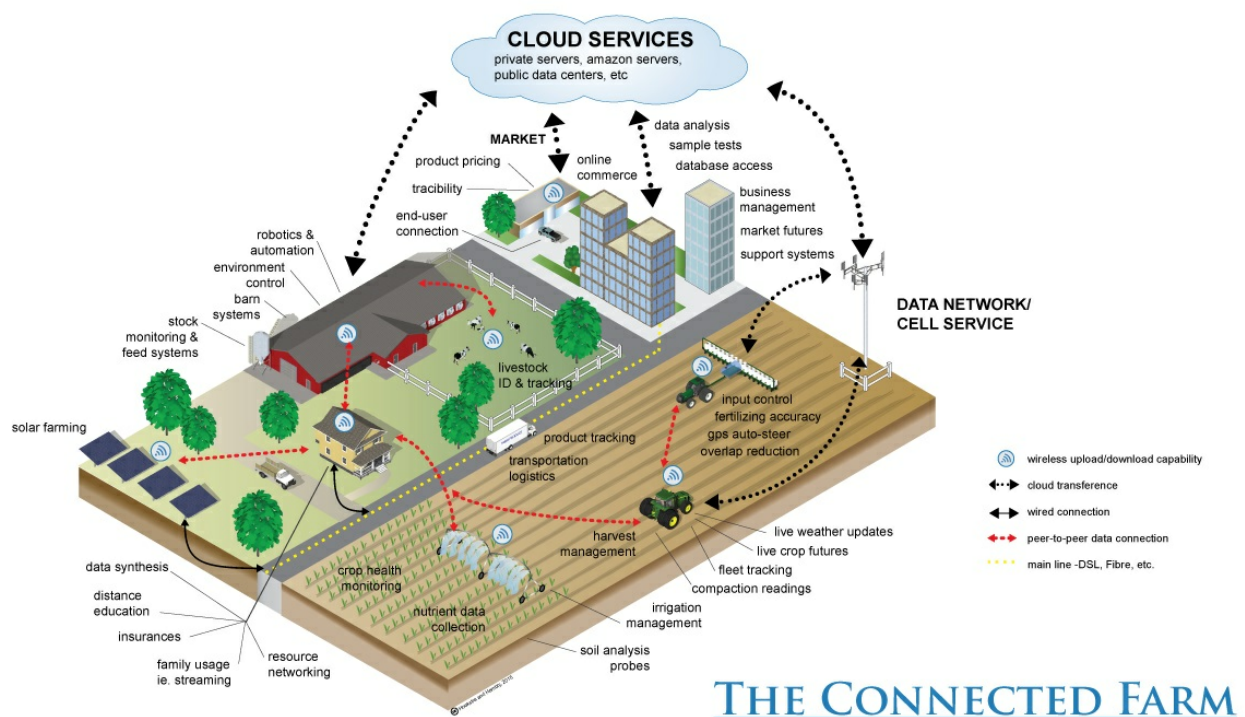 CLOUD SERVICES
private servers, amazon servers,
public data centers, etc
MARKET
product pricing
tracibility
end-user
connection
online
commerce
data analysis
sample tests
database access
business
management
market futures
support systems
robotics &
automation
environment
control
barn
systems
stock
monitoring &
feed systems
livestock
ID & tracking
DATA NETWORK/
CELL SERVICE
input control
fertilizing accuracy
gps auto-steer
overlap reduction
solar farming
product tracking
transportation
logistics
harvest
management
live weather updates
live crop futures
fleet tracking
compaction readings
irrigation
management
crop health
monitoring
nutrient data
collection
soil analysis
probes
data synthesis
distance
education
insurances
family usage
ie. streaming
resource
networking
wireless upload/download capability
cloud transference
wired connection
peer-to-peer data connection
main line -DSL, Fibre, etc.
THE CONNECTED FARM